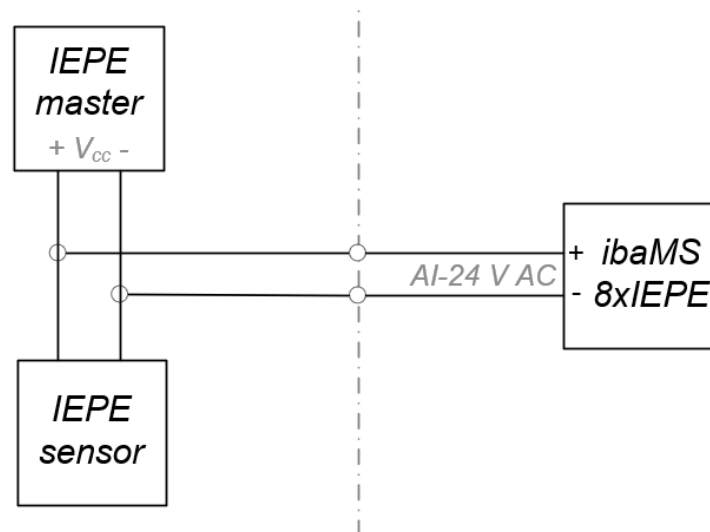 IEPE
master
+ Vcc -
+ ibaMS
AI-24 V AC
- 8xIEPE
IEPE
sensor